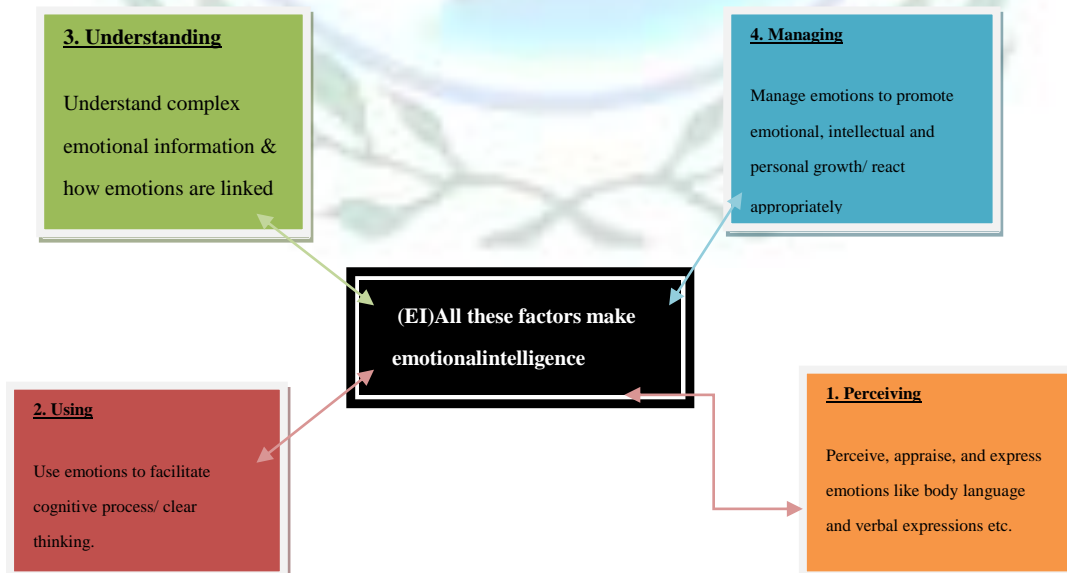 3. Understanding
Understand complex
emotional information &
how emotions are linked
4. Managing
Manage emotions to promote
emotional, intellectual and
personal growth/ react
appropriately
(EI)All these factors make
emotionalintelligence
2. Using
Use emotions to facilitate
cognitive process/ clear
thinking.
1. Perceiving
Perceive, appraise, and express
emotions like body language
and verbal expressions etc.